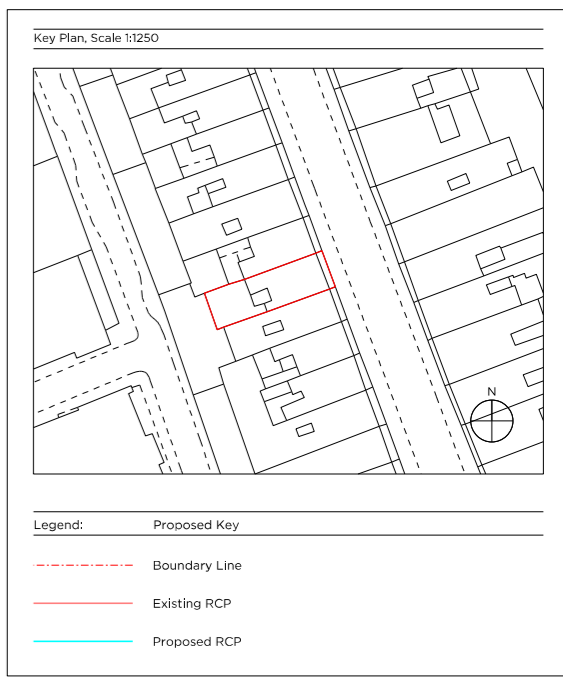 Key Plan, Scale 1:1250
N
Legend: Proposed Key
Boundary Line
Existing RCP
Proposed RCP